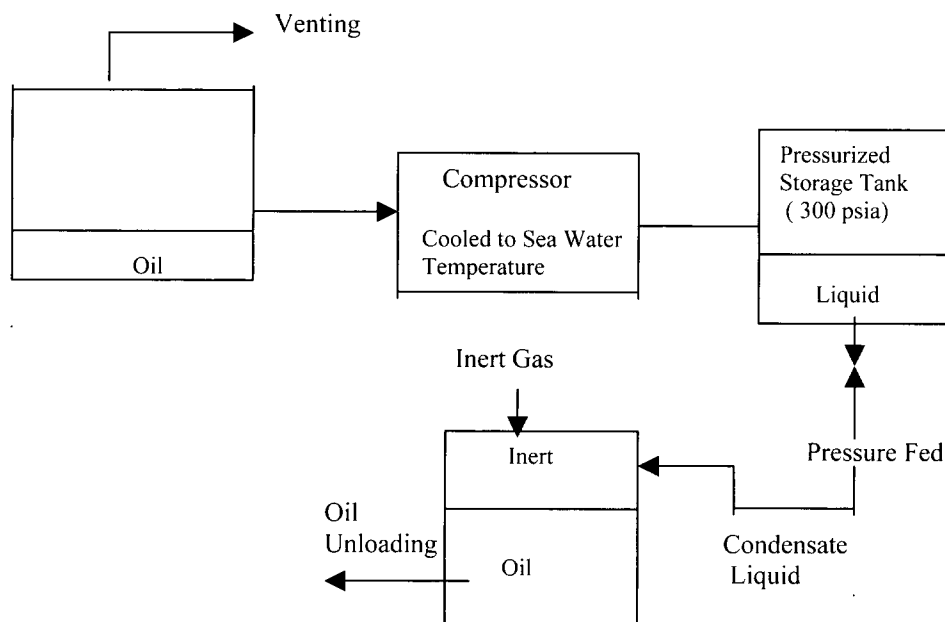 Venting
Oil
Compressor
Cooled to Sea Water
Temperature
Pressurized
Storage Tank
( 300 psia)
Liquid
Inert Gas
Inert
Pressure Fed
Oil
Unloading
Oil
Condensate
Liquid